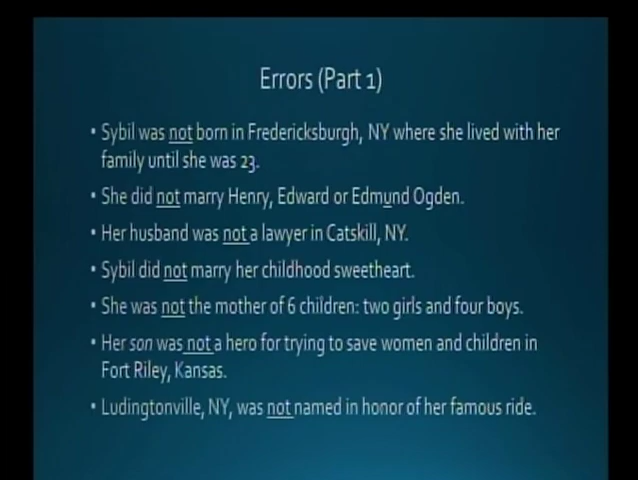 Errors (Part 1)
• Sybil was not born in Fredericksburgh, NY where she lived with her
family until she was 23.
• She did not marry Henry, Edward or Edmund Ogden.
• Her husband was not a lawyer in Catskill, NY.
• Sybil did not marry her childhood sweetheart.
• She was not the mother of 6 children: two girls and four boys.
• Her son was not a hero for trying to save women and children in
Fort Riley, Kansas.
• Ludingtonville, NY, was not named in honor of her famous ride.